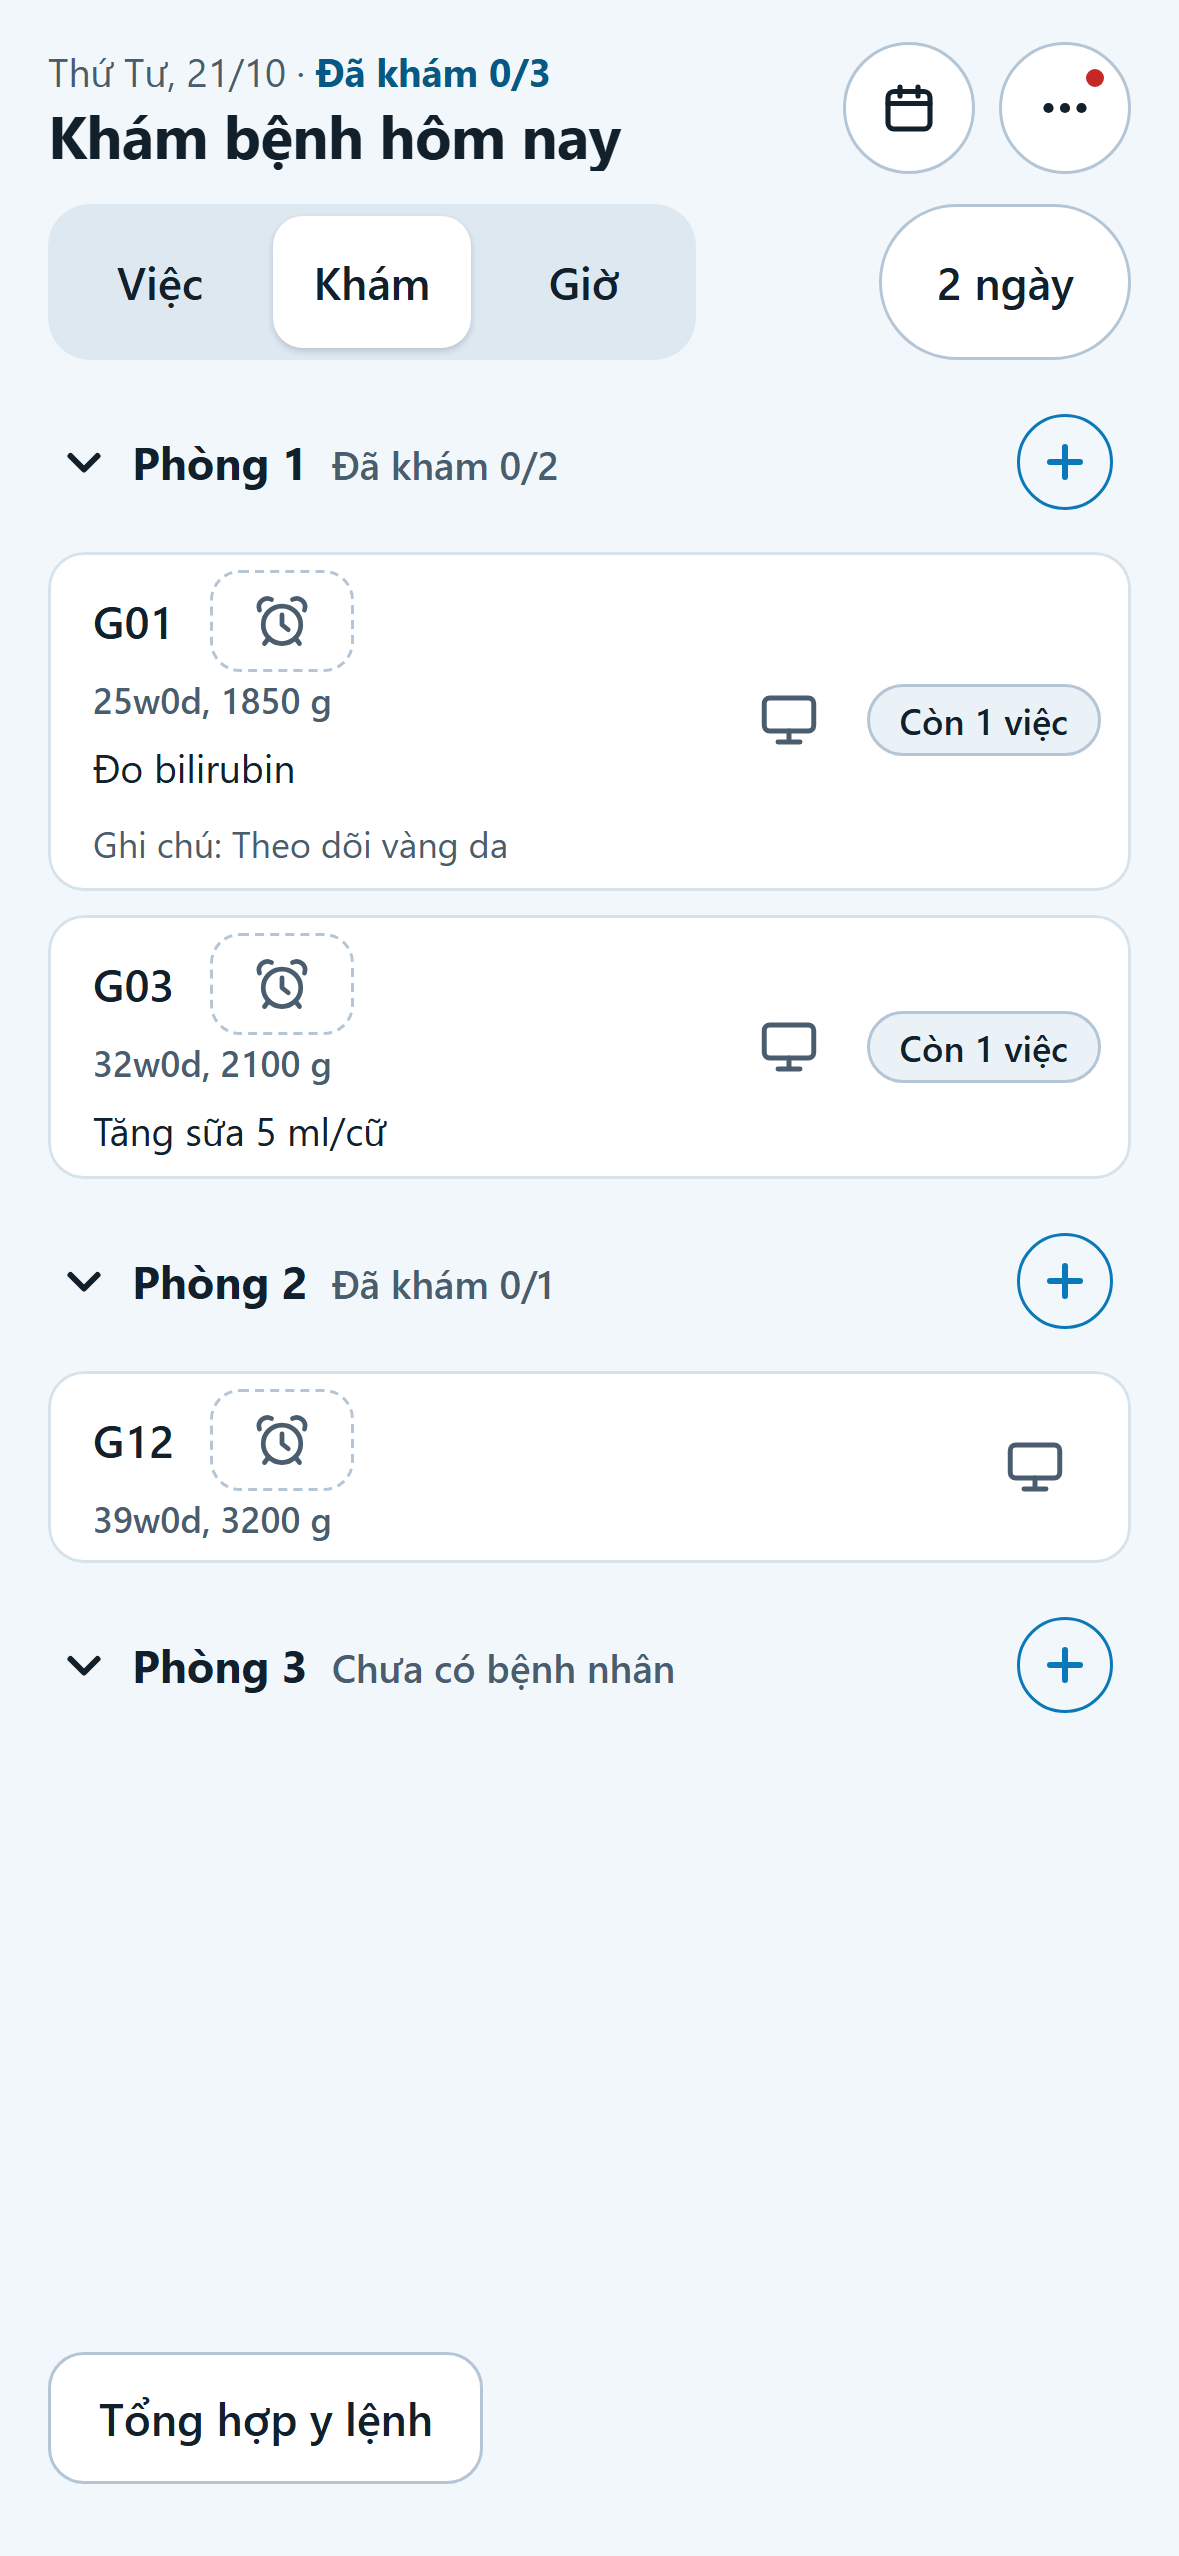 Thứ Tư, 21/10 · Đã khám 0/3
Khám bệnh hôm nay
Việc
Khám
Giờ
2 ngày
Phòng 1 Đã khám 0/2
G01
25w0d, 1850 g
Đo bilirubin
Ghi chú: Theo dõi vàng da
Còn 1 việc
G03
32w0d, 2100 g
Tăng sữa 5 ml/cữ
Còn 1 việc
Phòng 2 Đã khám 0/1
G12
39w0d, 3200 g
Phòng 3 Chưa có bệnh nhân
Tổng hợp y lệnh